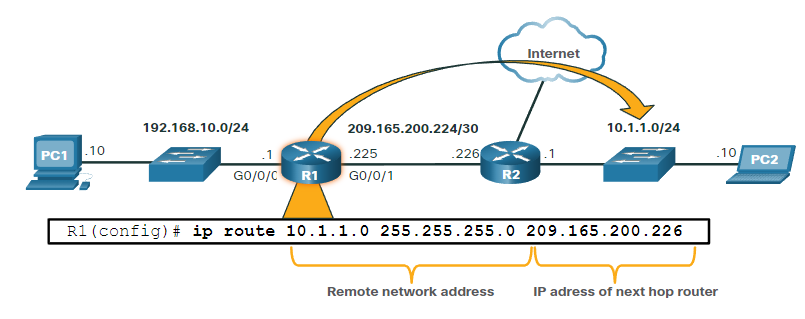 Internet
192.168.10.0/24
209.165.200.224/30
10.1.1.0/24
PC1
.10
.1
.225
.226
.1
.10
PC2
G0/0/0
R1
G0/0/1
R2
R1(config)# ip route 10.1.1.0 255.255.255.0 209.165.200.226
Remote network address
IP adress of next hop router